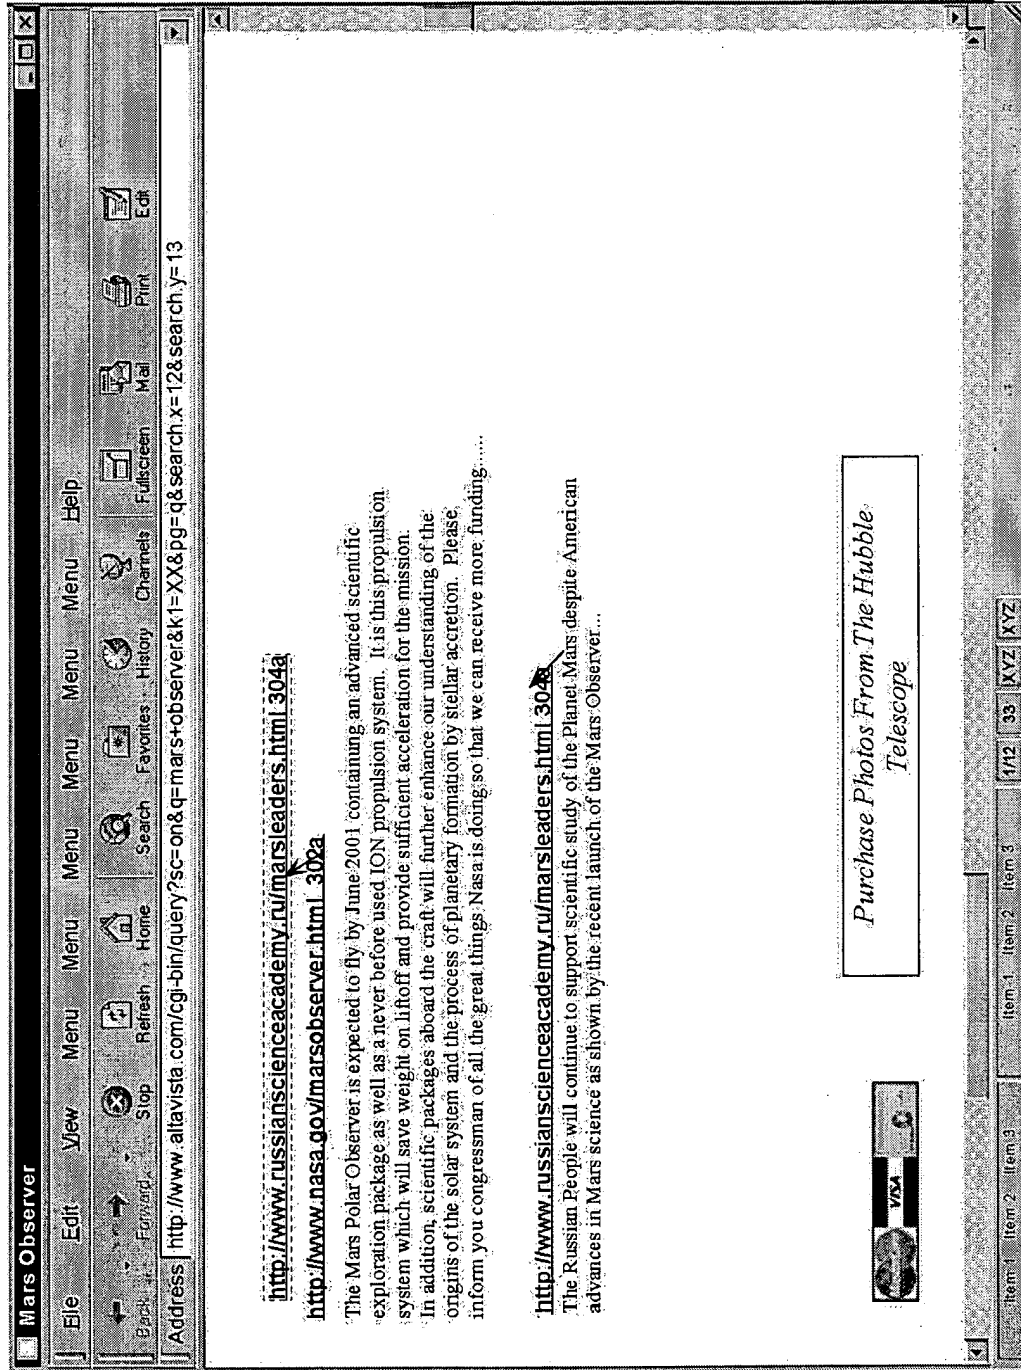 Mars Observer
File Edit View Menu Menu Menu Menu Menu Menu Help
Back Forward Stop Refresh Home Search Favorites History Channels Fullscreen Mail Print Edit
Address http://www.altavista.com/cgi-bin/query?sc=on&q=mars+observer&k1=XX&pg=q&search.x=12&search.y=13
http://www.russianscienceacademy.ru/marsleaders.html 304a
http://www.nasa.gov/marsobserver.html 302a
The Mars Polar Observer is expected to fly by June 2001 containing an advanced scientific
exploration package as well as a never before used ION propulsion system. It is this propulsion
system which will save weight on liftoff and provide sufficient acceleration for the mission.
In addition, scientific packages aboard the craft will further enhance our understanding of the
origins of the solar system and the process of planetary formation by stellar accretion. Please
inform you congressman of all the great things Nasa is doing so that we can receive more funding......
http://www.russianscienceacademy.ru/marsleaders.html 304a
The Russian People will continue to support scientific study of the Planet Mars despite American
advances in Mars science as shown by the recent launch of the Mars Observer...
VISA
Purchase Photos From The Hubble
Telescope
Item 1 Item 2 Item 3 Item 1 Item 2 Item 3 1/12 33 XYZ XYZ